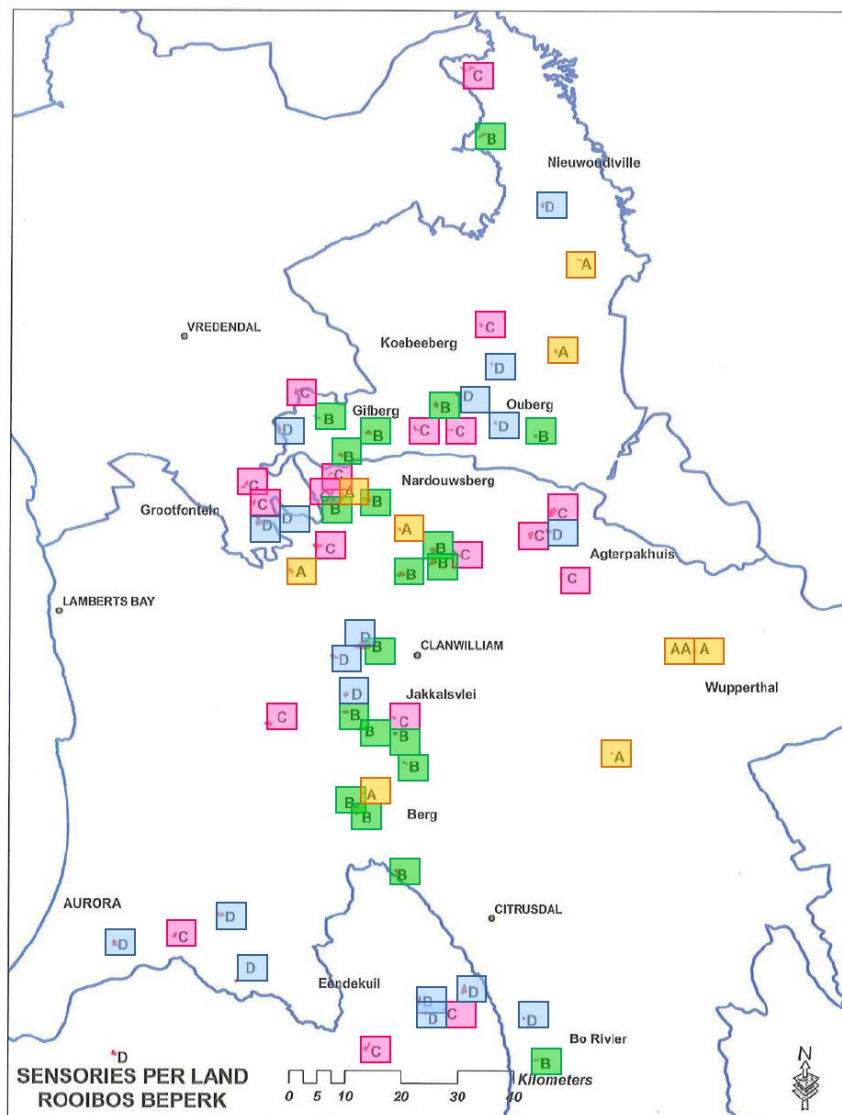 C
B
Nieuwoudtville
D
A
VREDENDAL
C
Koebeeberg
A
D
C
D
B
Ouberg
Gifberg
B
D
B
C
C
D
B
B
C
Nardouwsberg
C
C
A
B
C
Grootfontein
B
C
D
D
A
C
D
B
C
C
Agterpakhuis
B
A
B
C
LAMBERTS BAY
D
B
AA
A
CLANWILLIAM
D
Wupperthal
D
Jakkalsvlei
C
B
C
B
B
A
B
A
B
Berg
B
B
AURORA
D
CITRUSDAL
C
D
D
Eendekuil
D
D
C
D
D
Bo Rivier
C
D
B
SENSORIES PER LAND
ROOIBOS BEPERK
N
Kilometers
0 5 10 20 30 40